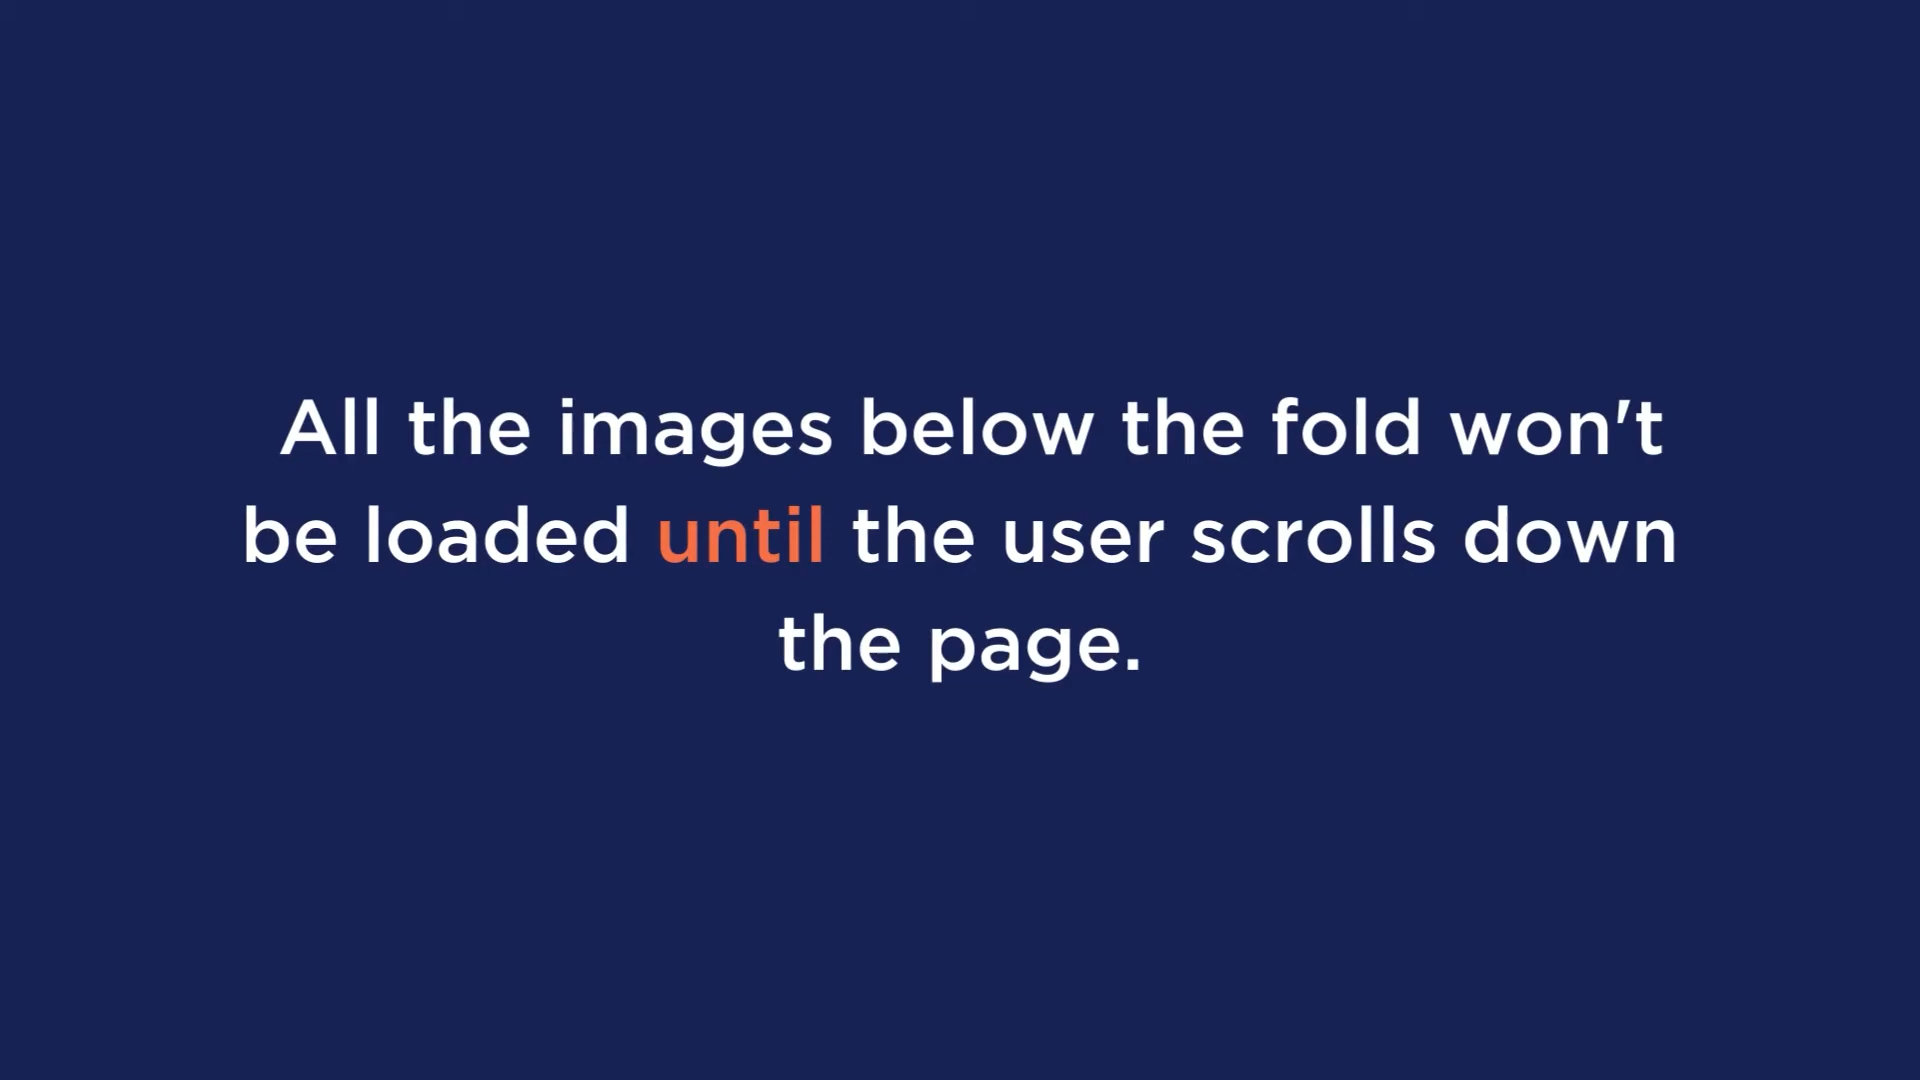 All the images below the fold won't
be loaded until the user scrolls down
the page.